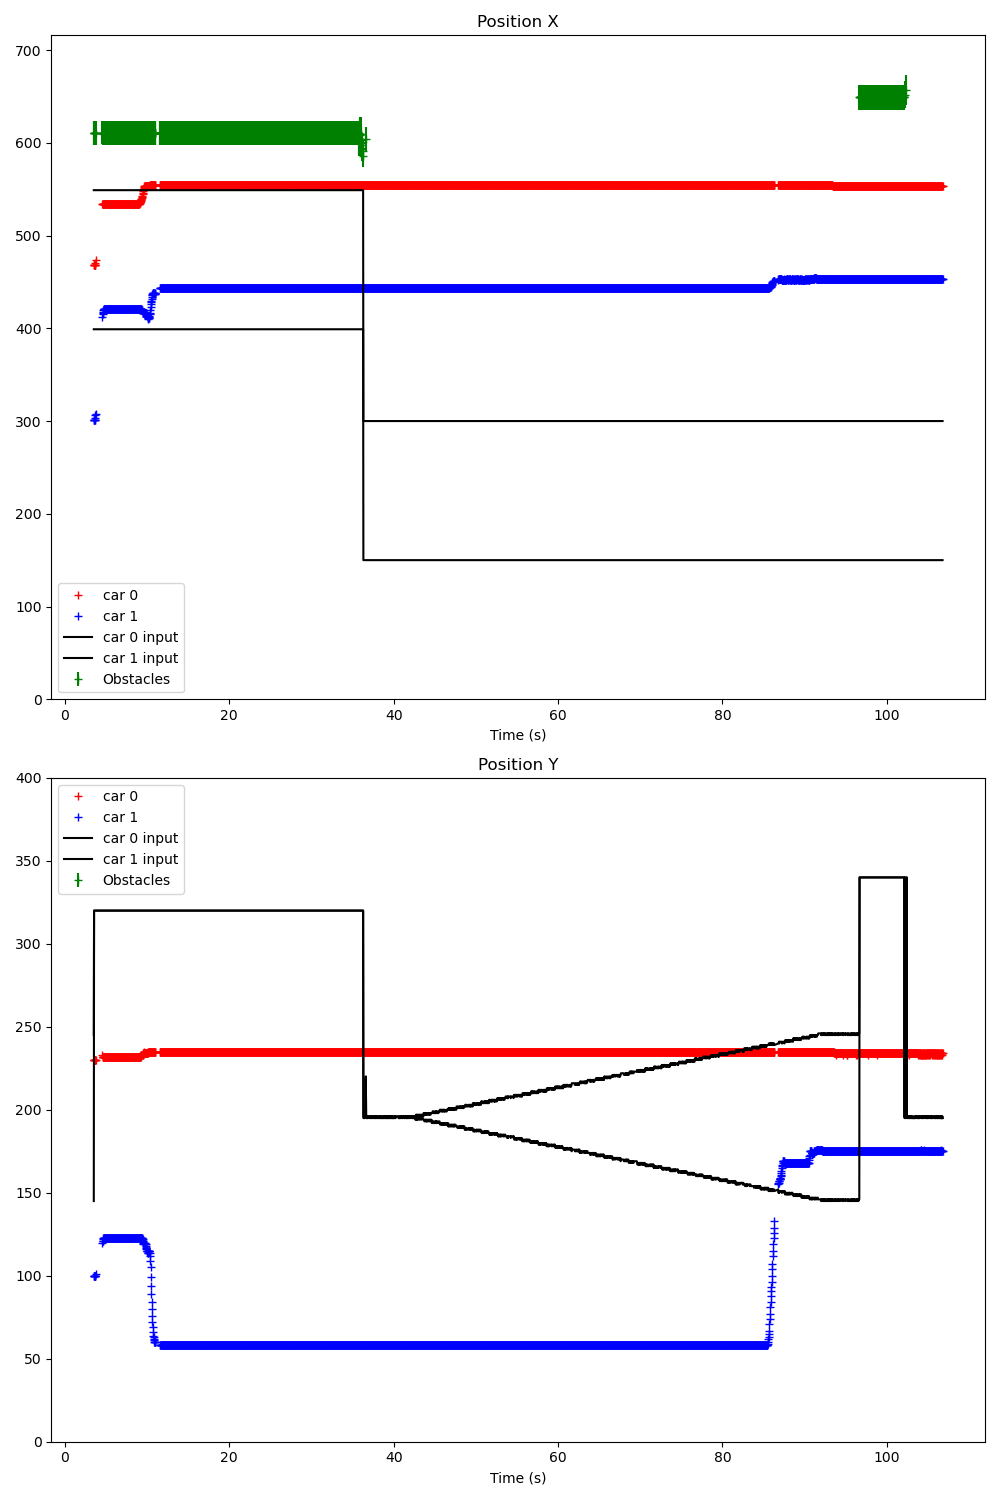 Position X
700
600
500
400
300
200
100
0
car 0
car 1
car 0 input
car 1 input
Obstacles
0 20 40 60 80 100
Time (s)
Position Y
400
350
300
250
200
150
100
50
0
car 0
car 1
car 0 input
car 1 input
Obstacles
0 20 40 60 80 100
Time (s)